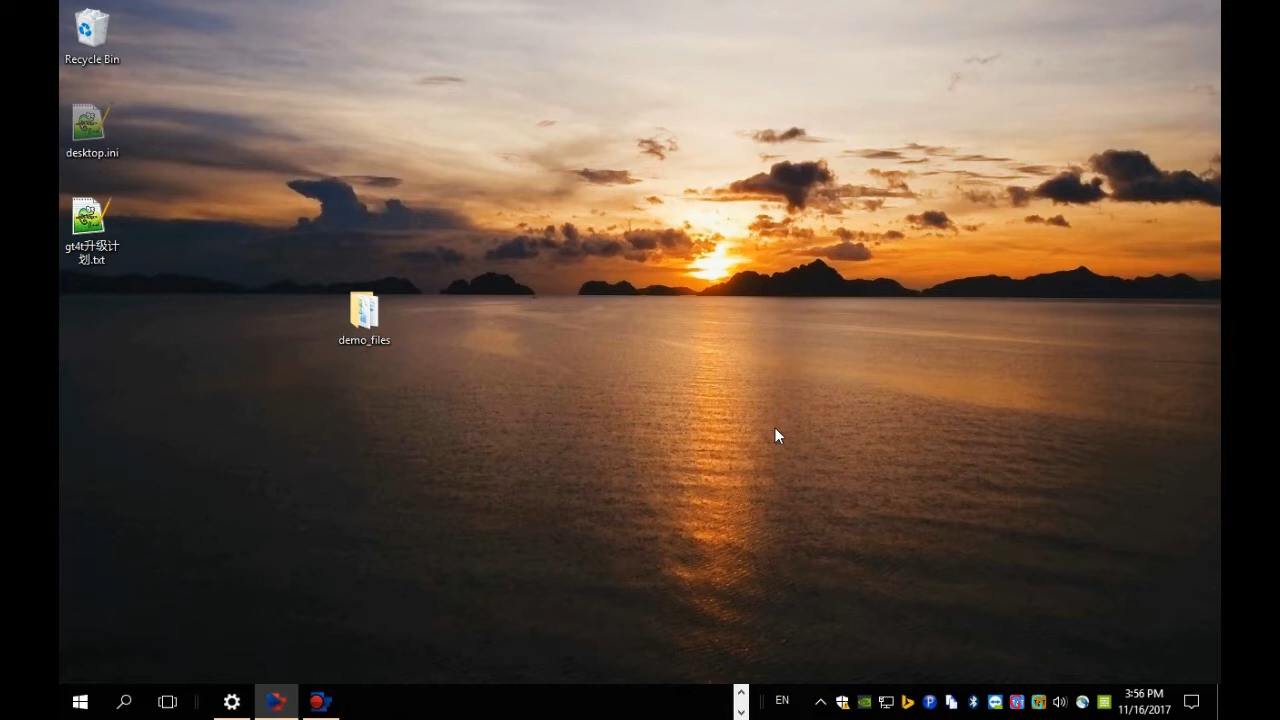 Recycle Bin
desktop.ini
gt4t升级计
划.txt
demo_files
EN
3:56 PM
11/16/2017